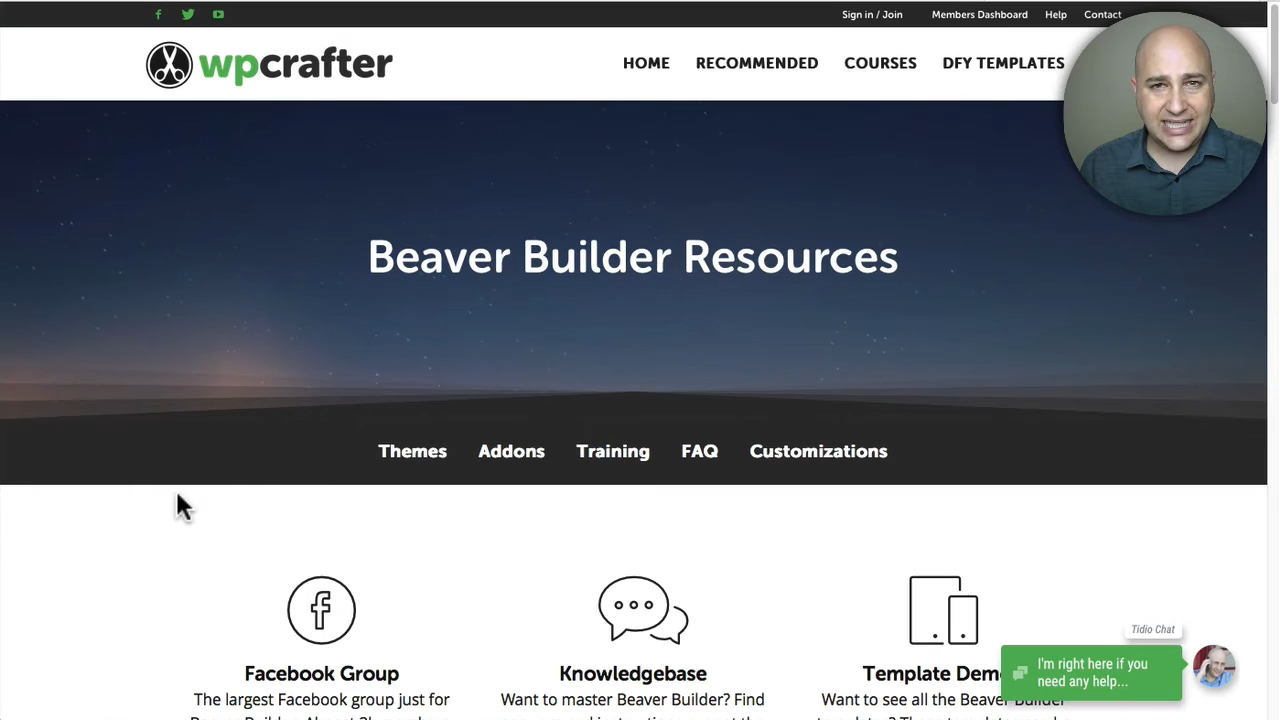 Sign in / Join Members Dashboard Help Contact
wpcrafter
HOME RECOMMENDED COURSES DFY TEMPLATES
Beaver Builder Resources
Themes Addons Training FAQ Customizations
Facebook Group
The largest Facebook group just for
Knowledgebase
Want to master Beaver Builder? Find
Template Dem
Want to see all the Beaver Builder
Tidio Chat
I'm right here if you
need any help...